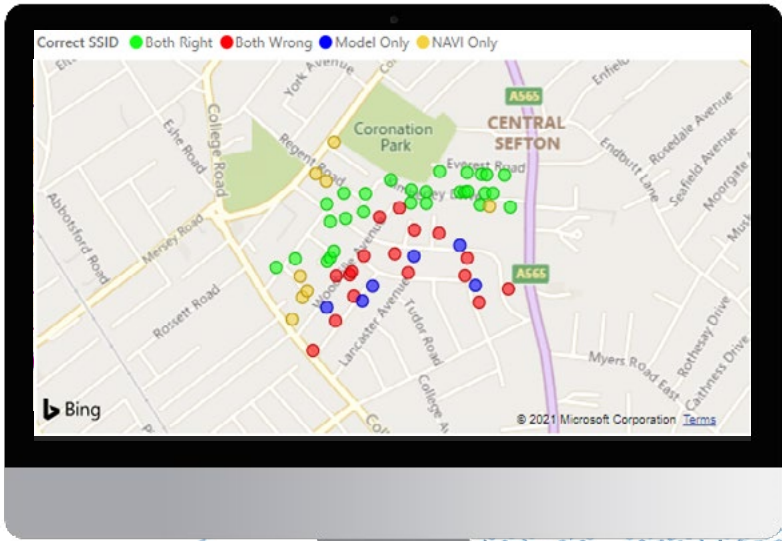 Correct SSID Both Right Both Wrong Model Only NAVI Only
York Avenue
A565
CENTRAL
SEFTON
Coronation
Park
College Road
Eshe Road
Regent Road
Everest Road
Endbutt Lane
Rosedale Avenue
Seafield Avenue
Abbotsford Road
Mersey Road
A565
Rossett Road
Lancaster Avenue
Tudor Road
Rothesay Drive
Myers Road East
Caithness Drive
Bing
© 2021 Microsoft Corporation Terms